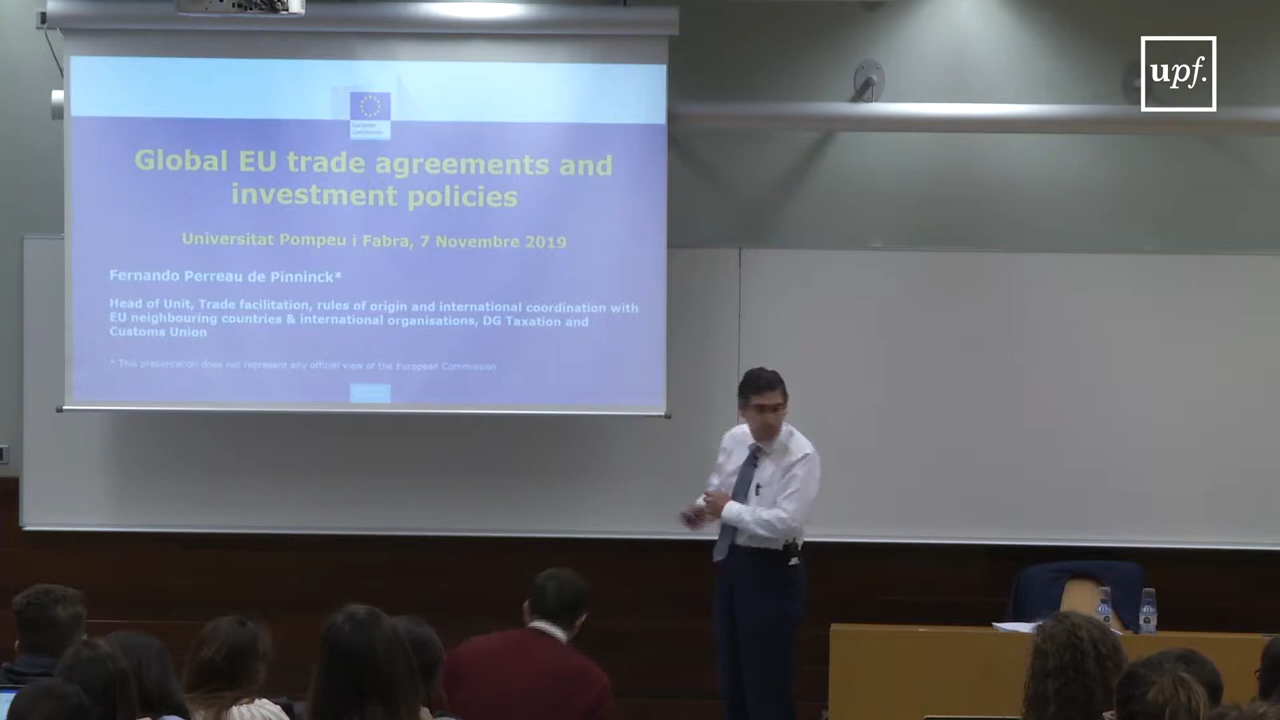 upf.
European
Commission
Global EU trade agreements and
investment policies
Universitat Pompeu i Fabra, 7 Novembre 2019
Fernando Perreau de Pinninck*
Head of Unit, Trade facilitation, rules of origin and international coordination with
EU neighbouring countries & international organisations, DG Taxation and
Customs Union
* This presentation does not represent any official view of the European Commission